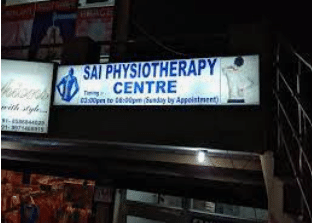 SAI PHYSIOTHERAPY
CENTRE
Timing :-
03:00pm to 08:00pm (Sunday by Appointment)
with style...